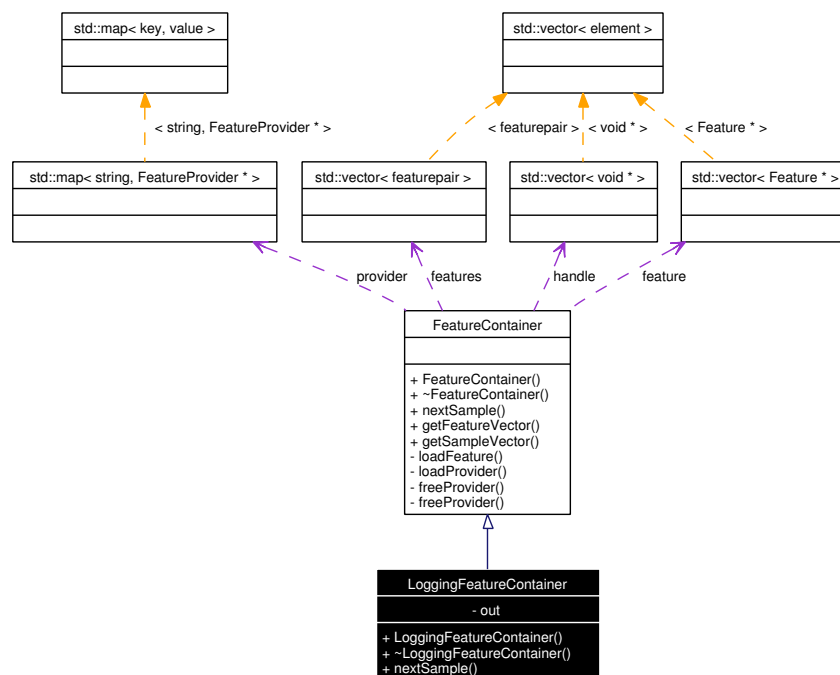 std::map< key, value >
std::vector< element >
< string, FeatureProvider * >
< featurepair >
< void * >
< Feature * >
std::map< string, FeatureProvider * >
std::vector< featurepair >
std::vector< void * >
std::vector< Feature * >
provider
features
handle
feature
FeatureContainer
+ FeatureContainer()
+ ~FeatureContainer()
+ nextSample()
+ getFeatureVector()
+ getSampleVector()
- loadFeature()
- loadProvider()
- freeProvider()
- freeProvider()
LoggingFeatureContainer
- out
+ LoggingFeatureContainer()
+ ~LoggingFeatureContainer()
+ nextSample()